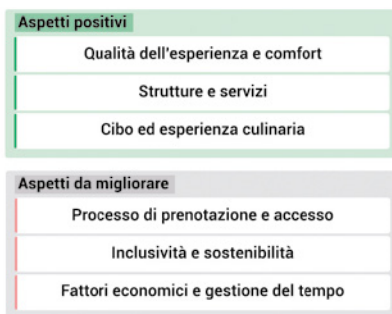 Aspetti positivi
Qualità dell'esperienza e comfort
Strutture e servizi
Cibo ed esperienza culinaria
Aspetti da migliorare
Processo di prenotazione e accesso
Inclusività e sostenibilità
Fattori economici e gestione del tempo